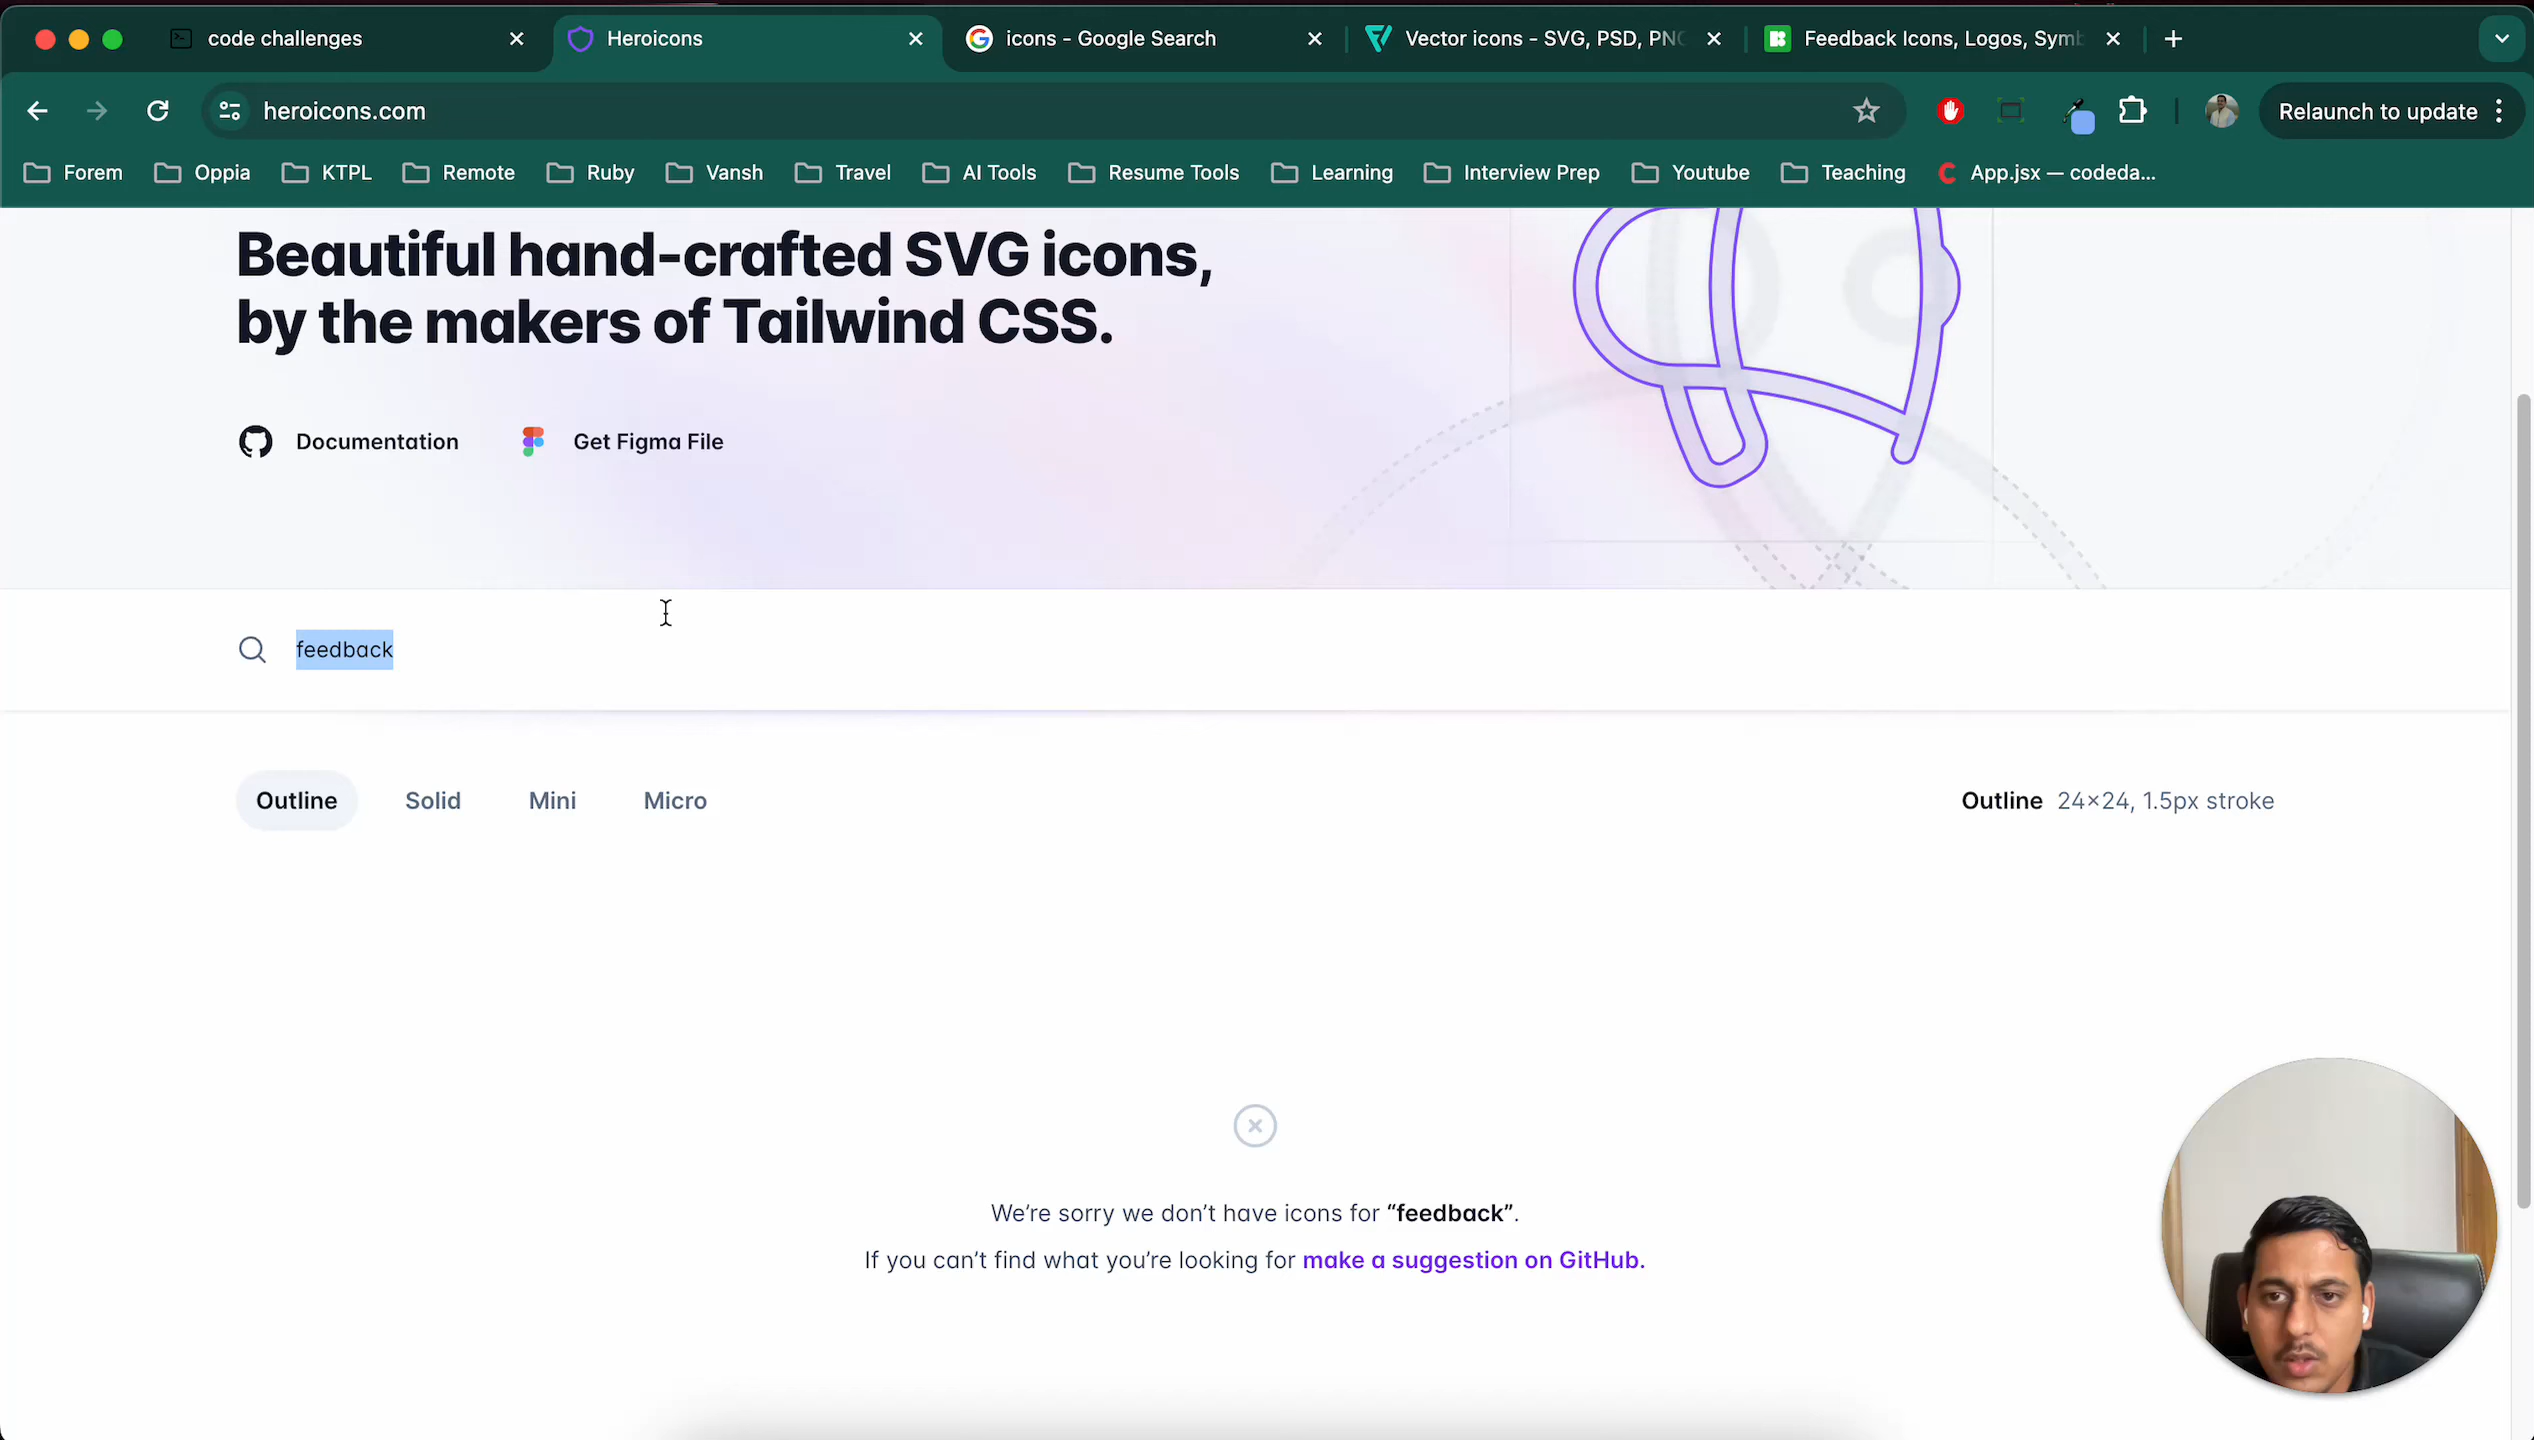 code challenges
Heroicons
icons - Google Search
Vector icons - SVG, PSD, PNG
Feedback Icons, Logos, Symb
heroicons.com
Relaunch to update
Forem
Oppia
KTPL
Remote
Ruby
Vansh
Travel
AI Tools
Resume Tools
Learning
Interview Prep
Youtube
Teaching
App.jsx — codeda...
Beautiful hand-crafted SVG icons,
by the makers of Tailwind CSS.
Documentation
Get Figma File
feedback
Outline
Solid
Mini
Micro
Outline 24×24, 1.5px stroke
We’re sorry we don’t have icons for “feedback”.
If you can’t find what you’re looking for make a suggestion on GitHub.